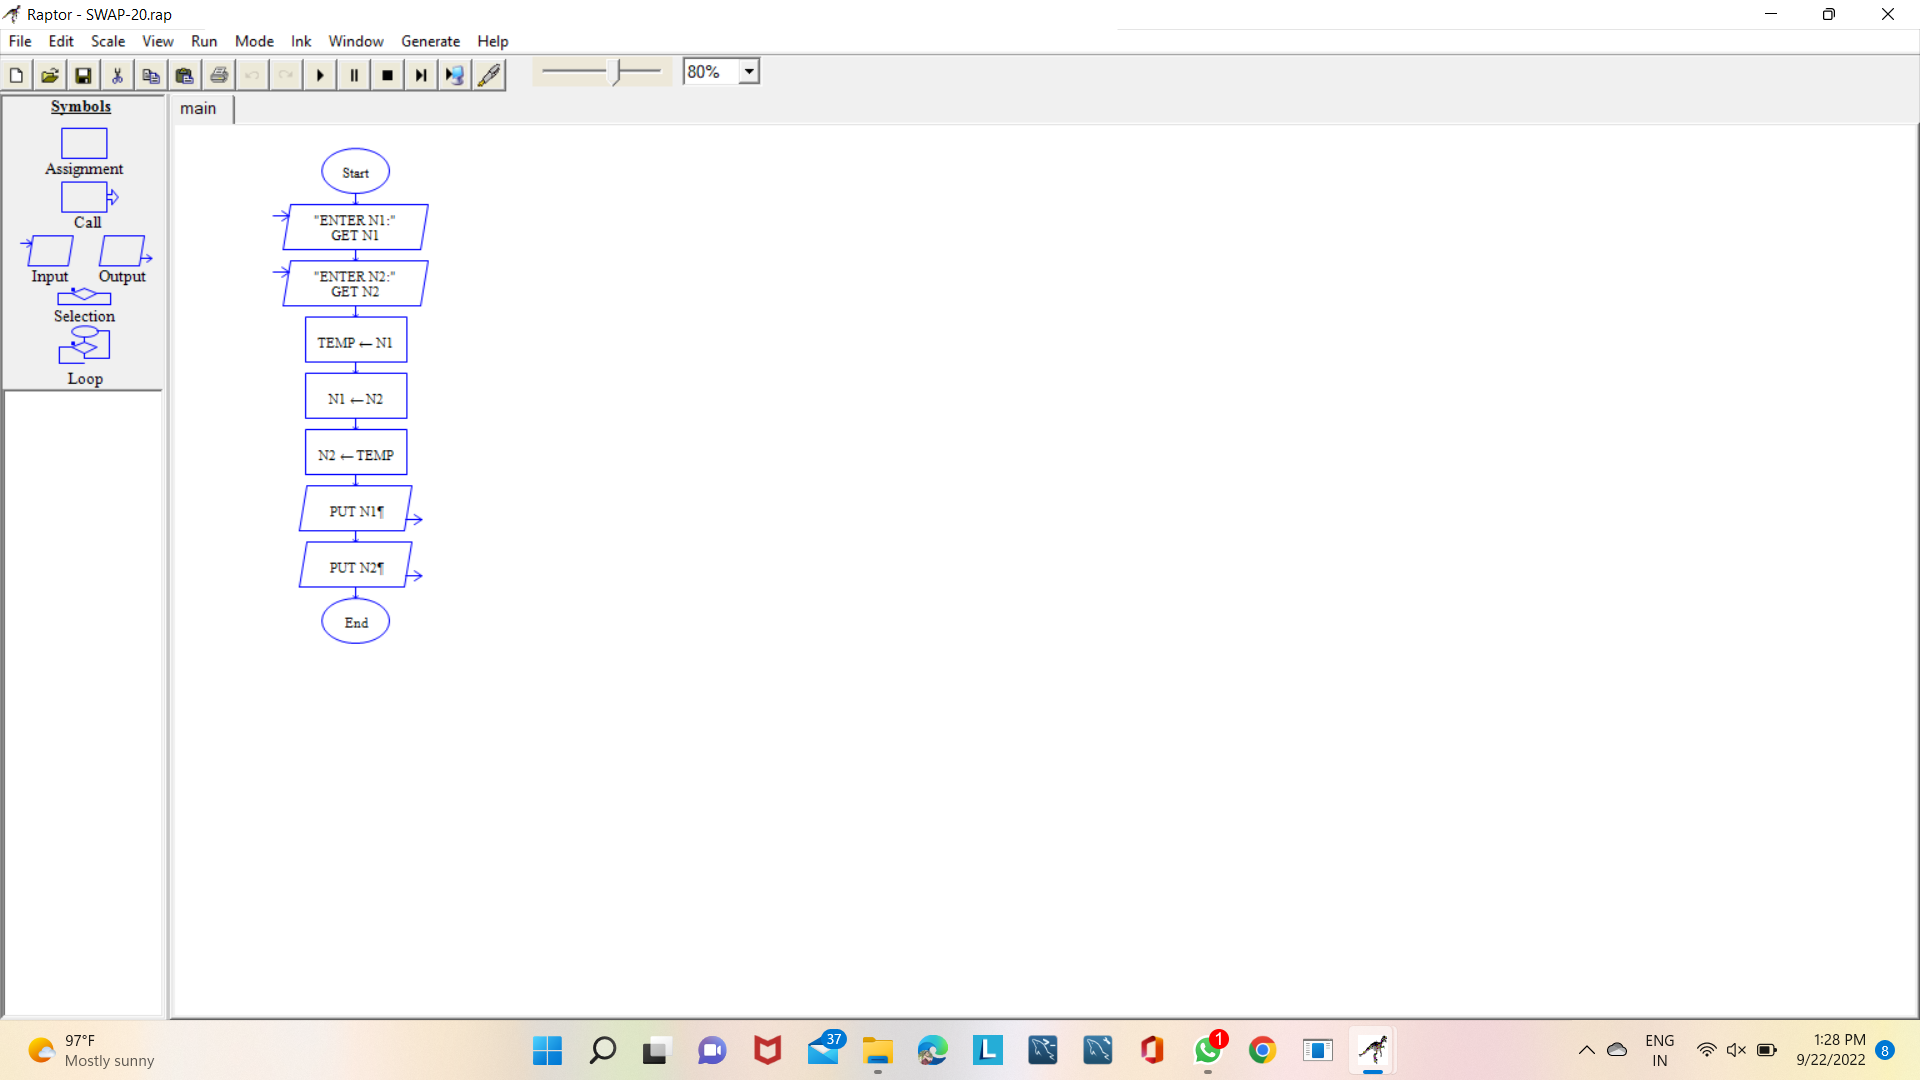 Raptor - SWAP-20.rap
File Edit Scale View Run Mode Ink Window Generate Help
80%
Symbols
Assignment
Call
Input Output
Selection
Loop
main
Start
"ENTER N1:"
GET N1
"ENTER N2:"
GET N2
TEMP ← N1
N1 ← N2
N2 ← TEMP
PUT N1¶
PUT N2¶
End
97°F
Mostly sunny
37
L
1
ENG
IN
1:28 PM
9/22/2022
8